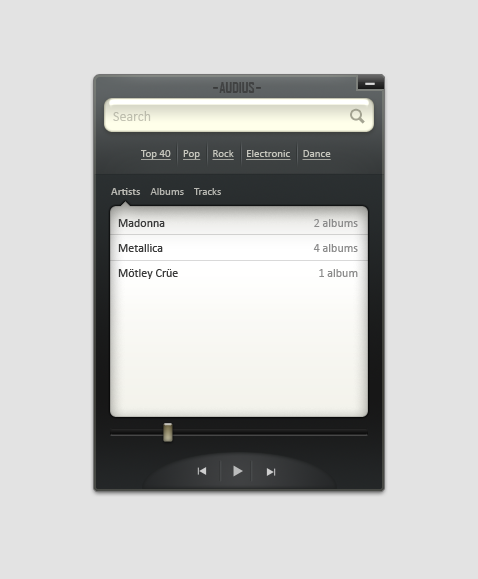 -AUDIUS-
Search
Top 40 Pop Rock Electronic Dance
Artists Albums Tracks
Madonna 2 albums
Metallica 4 albums
Mötley Crüe 1 album